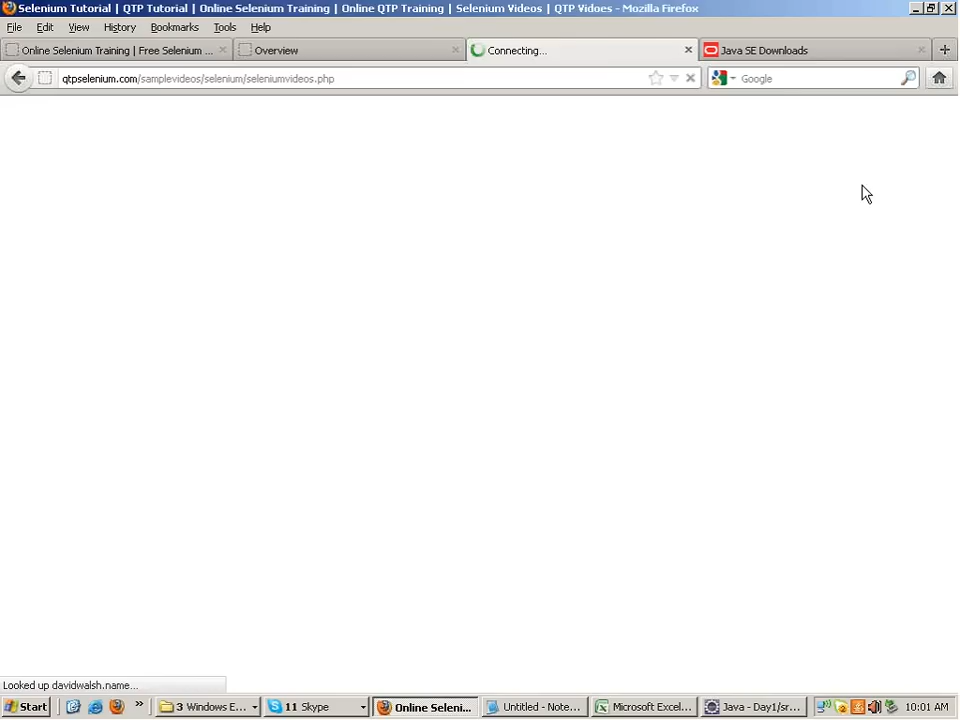 Selenium Tutorial | QTP Tutorial | Online Selenium Training | Online QTP Training | Selenium Videos | QTP Vidoes - Mozilla Firefox
File Edit View History Bookmarks Tools Help
Online Selenium Training | Free Selenium ... Overview Connecting... Java SE Downloads
qtpselenium.com/samplevideos/selenium/seleniumvideos.php Google
Looked up davidwalsh.name...
Start 3 Windows E... 11 Skype Online Seleni... Untitled - Note... Microsoft Excel... Java - Day1/sr... 10:01 AM